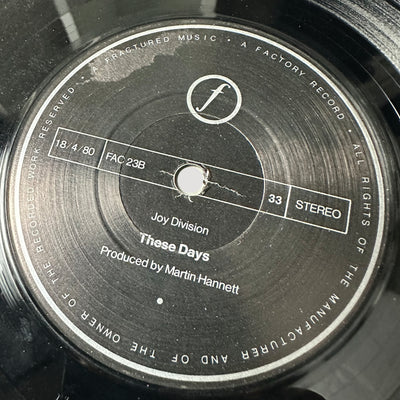 A FRACTURED MUSIC • A FACTORY RECORD • ALL RIGHTS OF THE MANUFACTURER AND OF THE OWNER OF THE RECORDED WORK RESERVED •
f
18/4/80 FAC 23B 33 STEREO
Joy Division
These Days
Produced by Martin Hannett